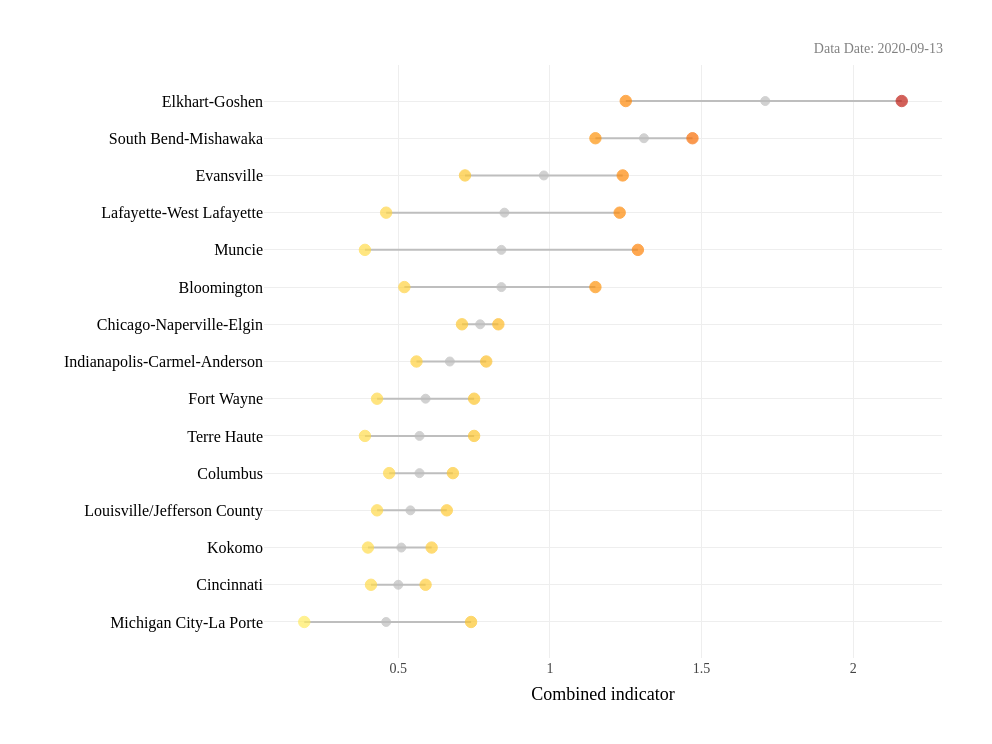 Data Date: 2020-09-13
Elkhart-Goshen
South Bend-Mishawaka
Evansville
Lafayette-West Lafayette
Muncie
Bloomington
Chicago-Naperville-Elgin
Indianapolis-Carmel-Anderson
Fort Wayne
Terre Haute
Columbus
Louisville/Jefferson County
Kokomo
Cincinnati
Michigan City-La Porte
0.5 1 1.5 2
Combined indicator